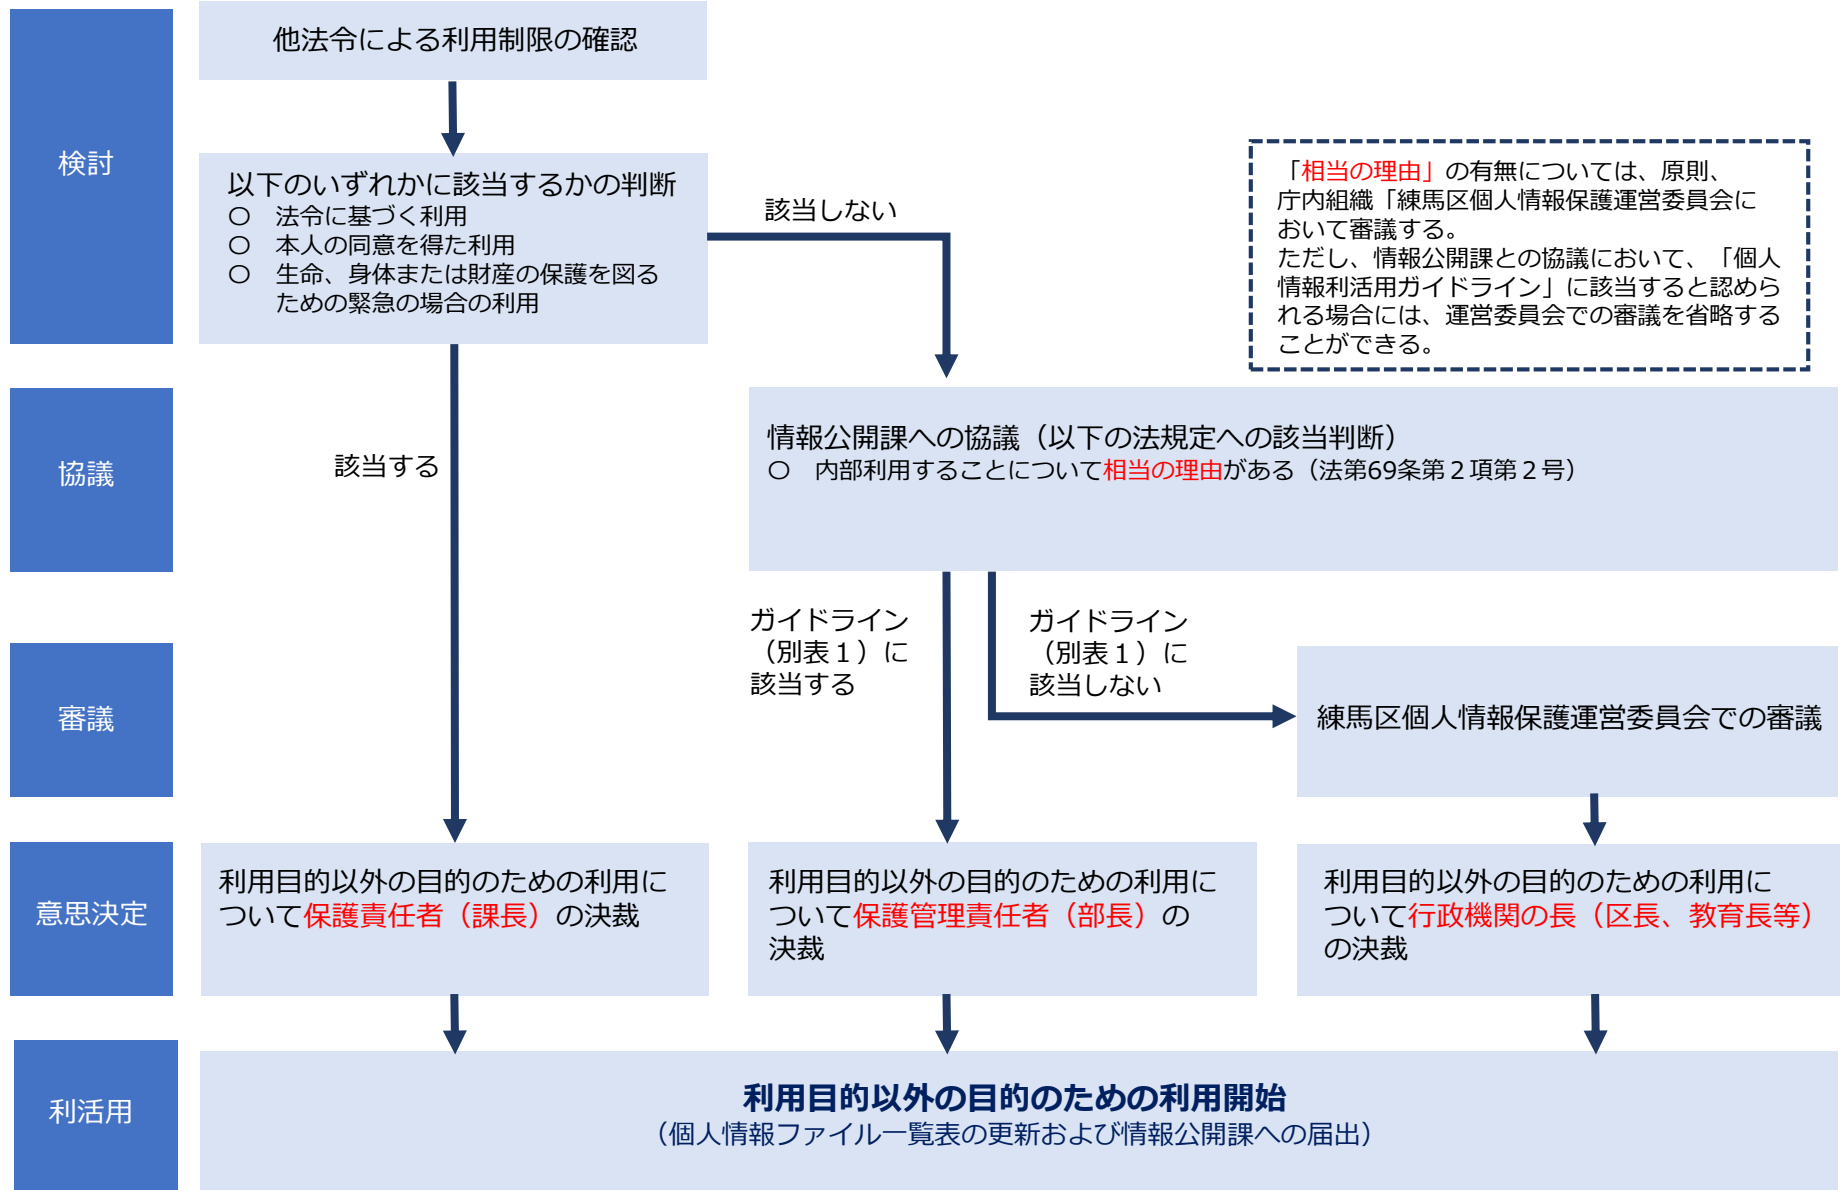 検討
他法令による利用制限の確認
以下のいずれかに該当するかの判断
〇　法令に基づく利用
〇　本人の同意を得た利用
〇　生命、身体または財産の保護を図る
ための緊急の場合の利用
該当しない
「相当の理由」の有無については、原則、
庁内組織「練馬区個人情報保護運営委員会に
おいて審議する。
ただし、情報公開課との協議において、「個人
情報利活用ガイドライン」に該当すると認めら
れる場合には、運営委員会での審議を省略する
ことができる。
協議
該当する
情報公開課への協議（以下の法規定への該当判断）
〇　内部利用することについて相当の理由がある（法第69条第２項第２号）
ガイドライン
（別表１）に
該当する
ガイドライン
（別表１）に
該当しない
審議
練馬区個人情報保護運営委員会での審議
意思決定
利用目的以外の目的のための利用に
ついて保護責任者（課長）の決裁
利用目的以外の目的のための利用に
ついて保護管理責任者（部長）の
決裁
利用目的以外の目的のための利用に
ついて行政機関の長（区長、教育長等）
の決裁
利活用
利用目的以外の目的のための利用開始
（個人情報ファイル一覧表の更新および情報公開課への届出）